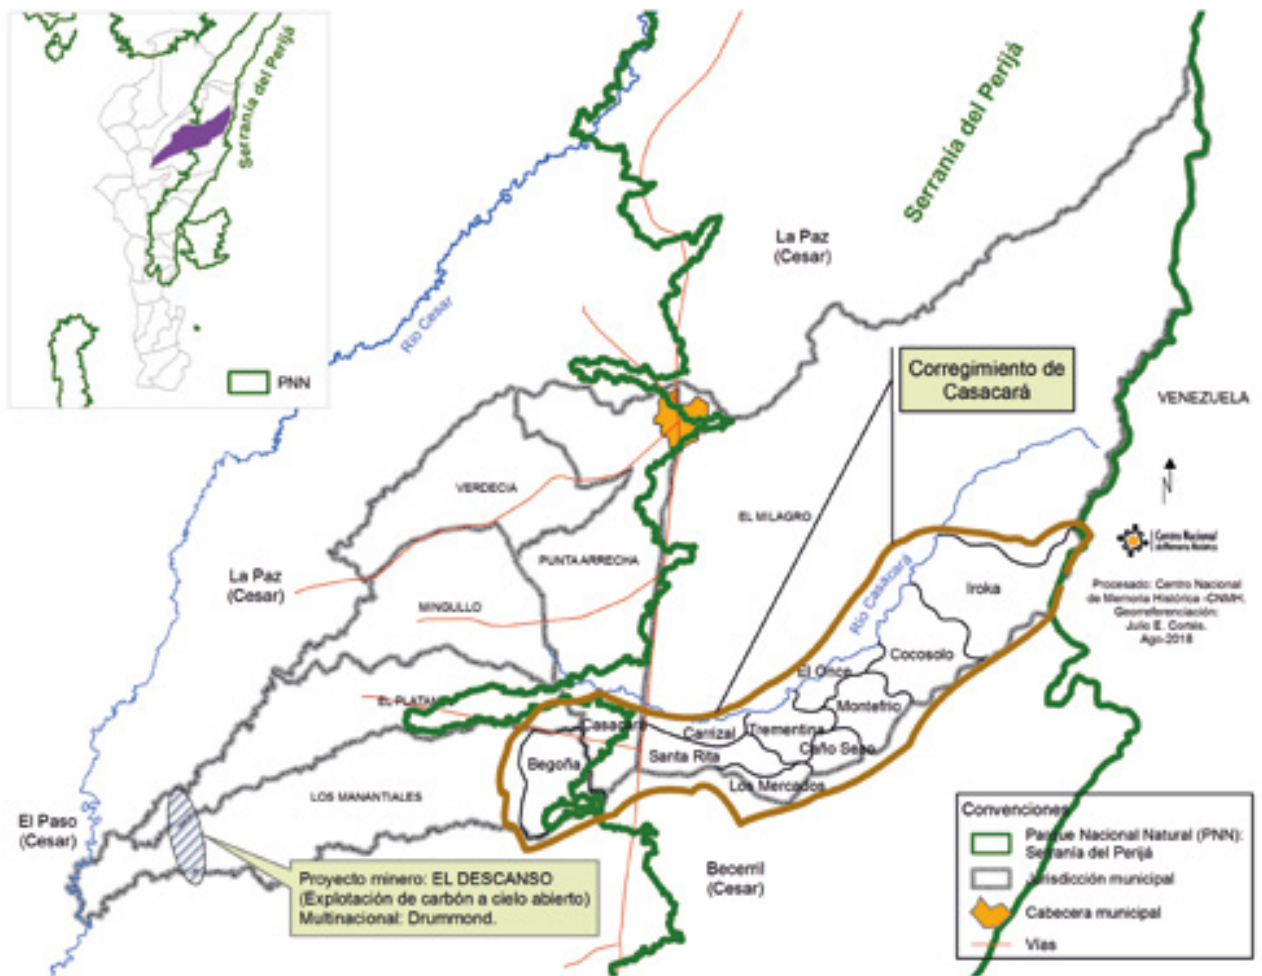 Serranía del Perijá
PNN
Serranía del Perijá
Río Cesar
La Paz
(Cesar)
Corregimiento de
Casacará
VENEZUELA
N
VERDECIA
EL MILAGRO
PUNTA ARRECHA
La Paz
(Cesar)
MINGUILLO
Río Casacará
Iroka
Centro Nacional
de Memoria Histórica
Procesado: Centro Nacional
de Memoria Histórica -CNMH.
Georreferenciación:
Julio E. Cortés.
Ago-2018
Cocosolo
El Once
Montefrio
EL PLATAN
Casacará
Carrizal
Trementina
Caño Seco
Santa Rita
Begoña
Los Mercados
LOS MANANTIALES
El Paso
(Cesar)
Proyecto minero: EL DESCANSO
(Explotación de carbón a cielo abierto)
Multinacional: Drummond.
Becerril
(Cesar)
Convenciones
Parque Nacional Natural (PNN):
Serranía del Perijá
Jurisdicción municipal
Cabecera municipal
Vías